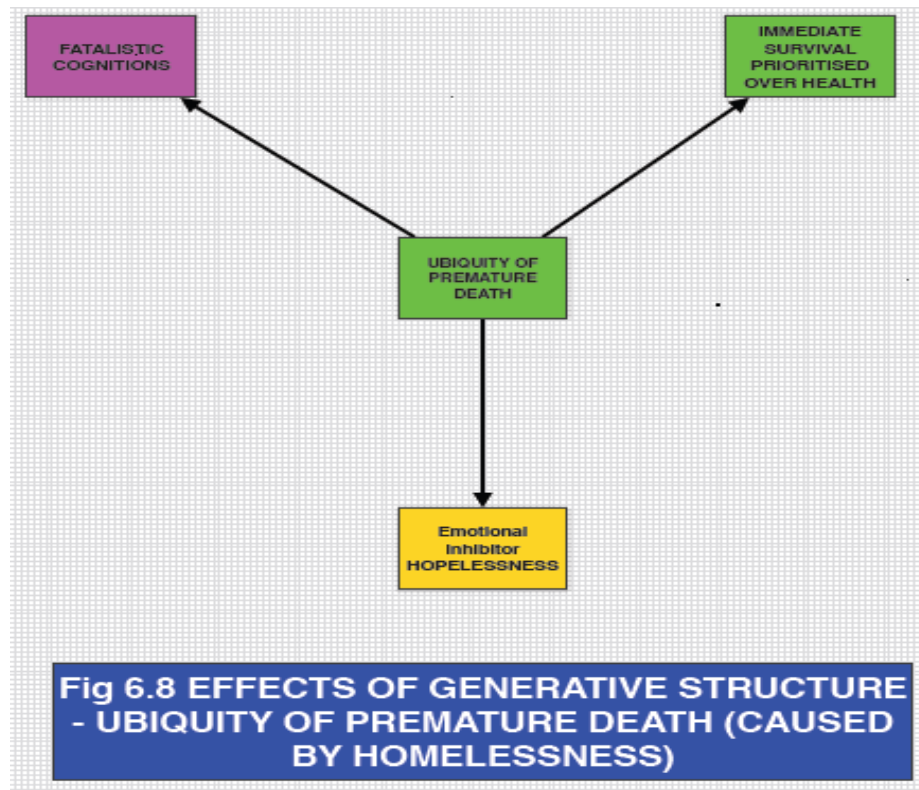 FATALISTIC
COGNITIONS
IMMEDIATE
SURVIVAL
PRIORITISED
OVER HEALTH
UBIQUITY OF
PREMATURE
DEATH
Emotional
Inhibitor
HOPELESSNESS
Fig 6.8 EFFECTS OF GENERATIVE STRUCTURE
- UBIQUITY OF PREMATURE DEATH (CAUSED
BY HOMELESSNESS)